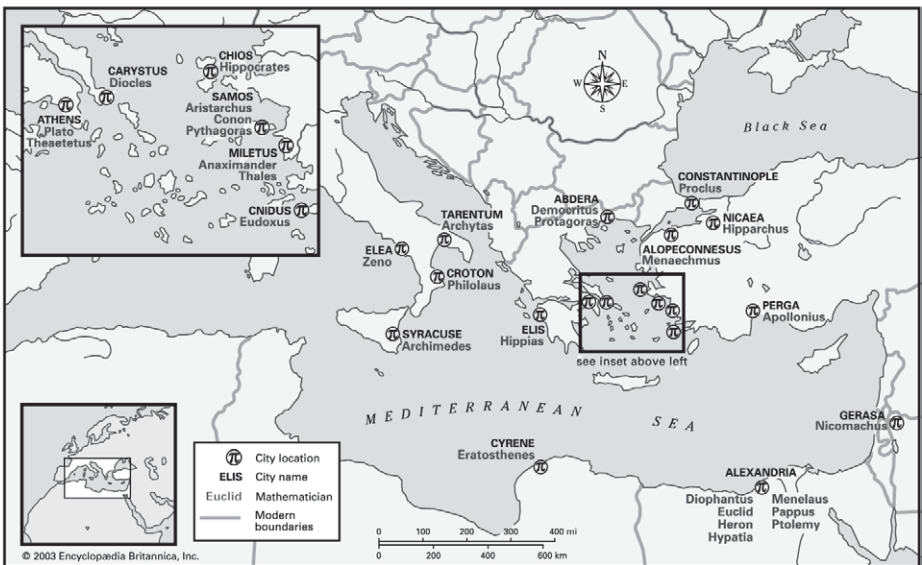 CHIOS
Hippocrates
CARYSTUS
Diocles
SAMOS
Aristarchus
Conon
Pythagoras
ATHENS
Plato
Theaetetus
MILETUS
Anaximander
Thales
CNIDUS
Eudoxus
N
W E
S
Black Sea
CONSTANTINOPLE
Proclus
ABDERA
Democritus
Protagoras
NICAEA
Hipparchus
TARENTUM
Archytas
ALOPECONNESUS
Menaechmus
ELEA
Zeno
CROTON
Philolaus
PERGA
Apollonius
ELIS
Hippias
SYRACUSE
Archimedes
see inset above left
MEDITERRANEAN SEA
GERASA
Nicomachus
CYRENE
Eratosthenes
ALEXANDRIA
Diophantus Menelaus
Euclid Pappus
Heron Ptolemy
Hypatia
π City location
ELIS City name
Euclid Mathematician
Modern
boundaries
0 100 200 300 400 mi
0 200 400 600 km
© 2003 Encyclopædia Britannica, Inc.